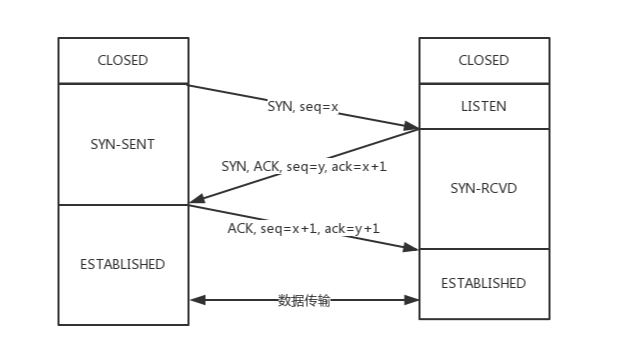 CLOSED
CLOSED
SYN, seq=x
LISTEN
SYN-SENT
SYN, ACK, seq=y, ack=x+1
SYN-RCVD
ACK, seq=x+1, ack=y+1
ESTABLISHED
ESTABLISHED
数据传输